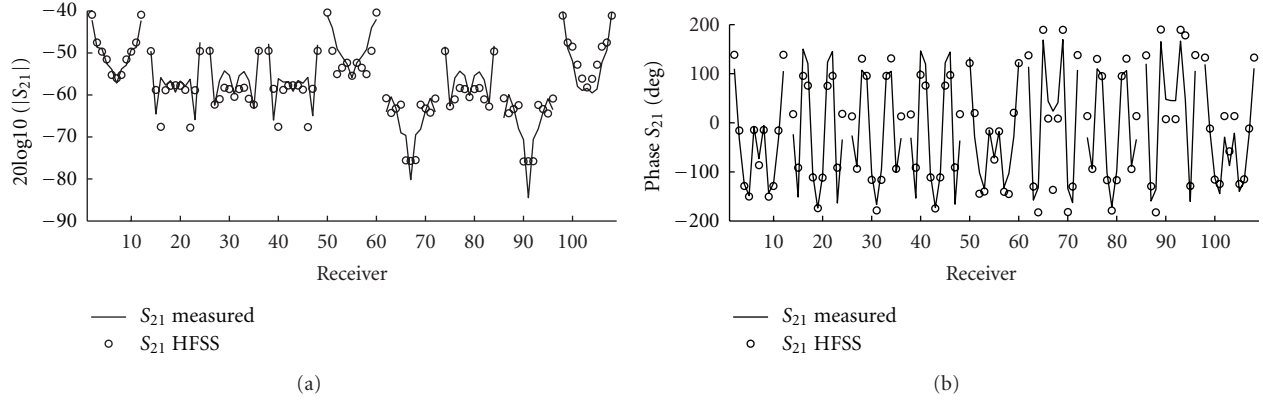 20log10 (|S21|)
−40
−50
−60
−70
−80
−90
10 20 30 40 50 60 70 80 90 100
Receiver
S21 measured
S21 HFSS
(a)
Phase S21 (deg)
200
100
0
−100
−200
10 20 30 40 50 60 70 80 90 100
Receiver
S21 measured
S21 HFSS
(b)